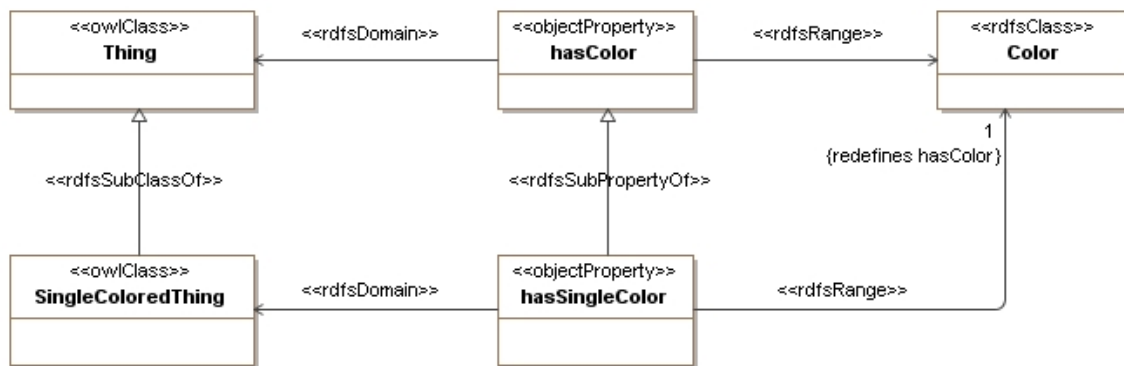 <<owlClass>>
Thing
<<rdfsDomain>>
<<objectProperty>>
hasColor
<<rdfsRange>>
<<rdfsClass>>
Color
1
{redefines hasColor}
<<rdfsSubClassOf>>
<<rdfsSubPropertyOf>>
<<owlClass>>
SingleColoredThing
<<rdfsDomain>>
<<objectProperty>>
hasSingleColor
<<rdfsRange>>